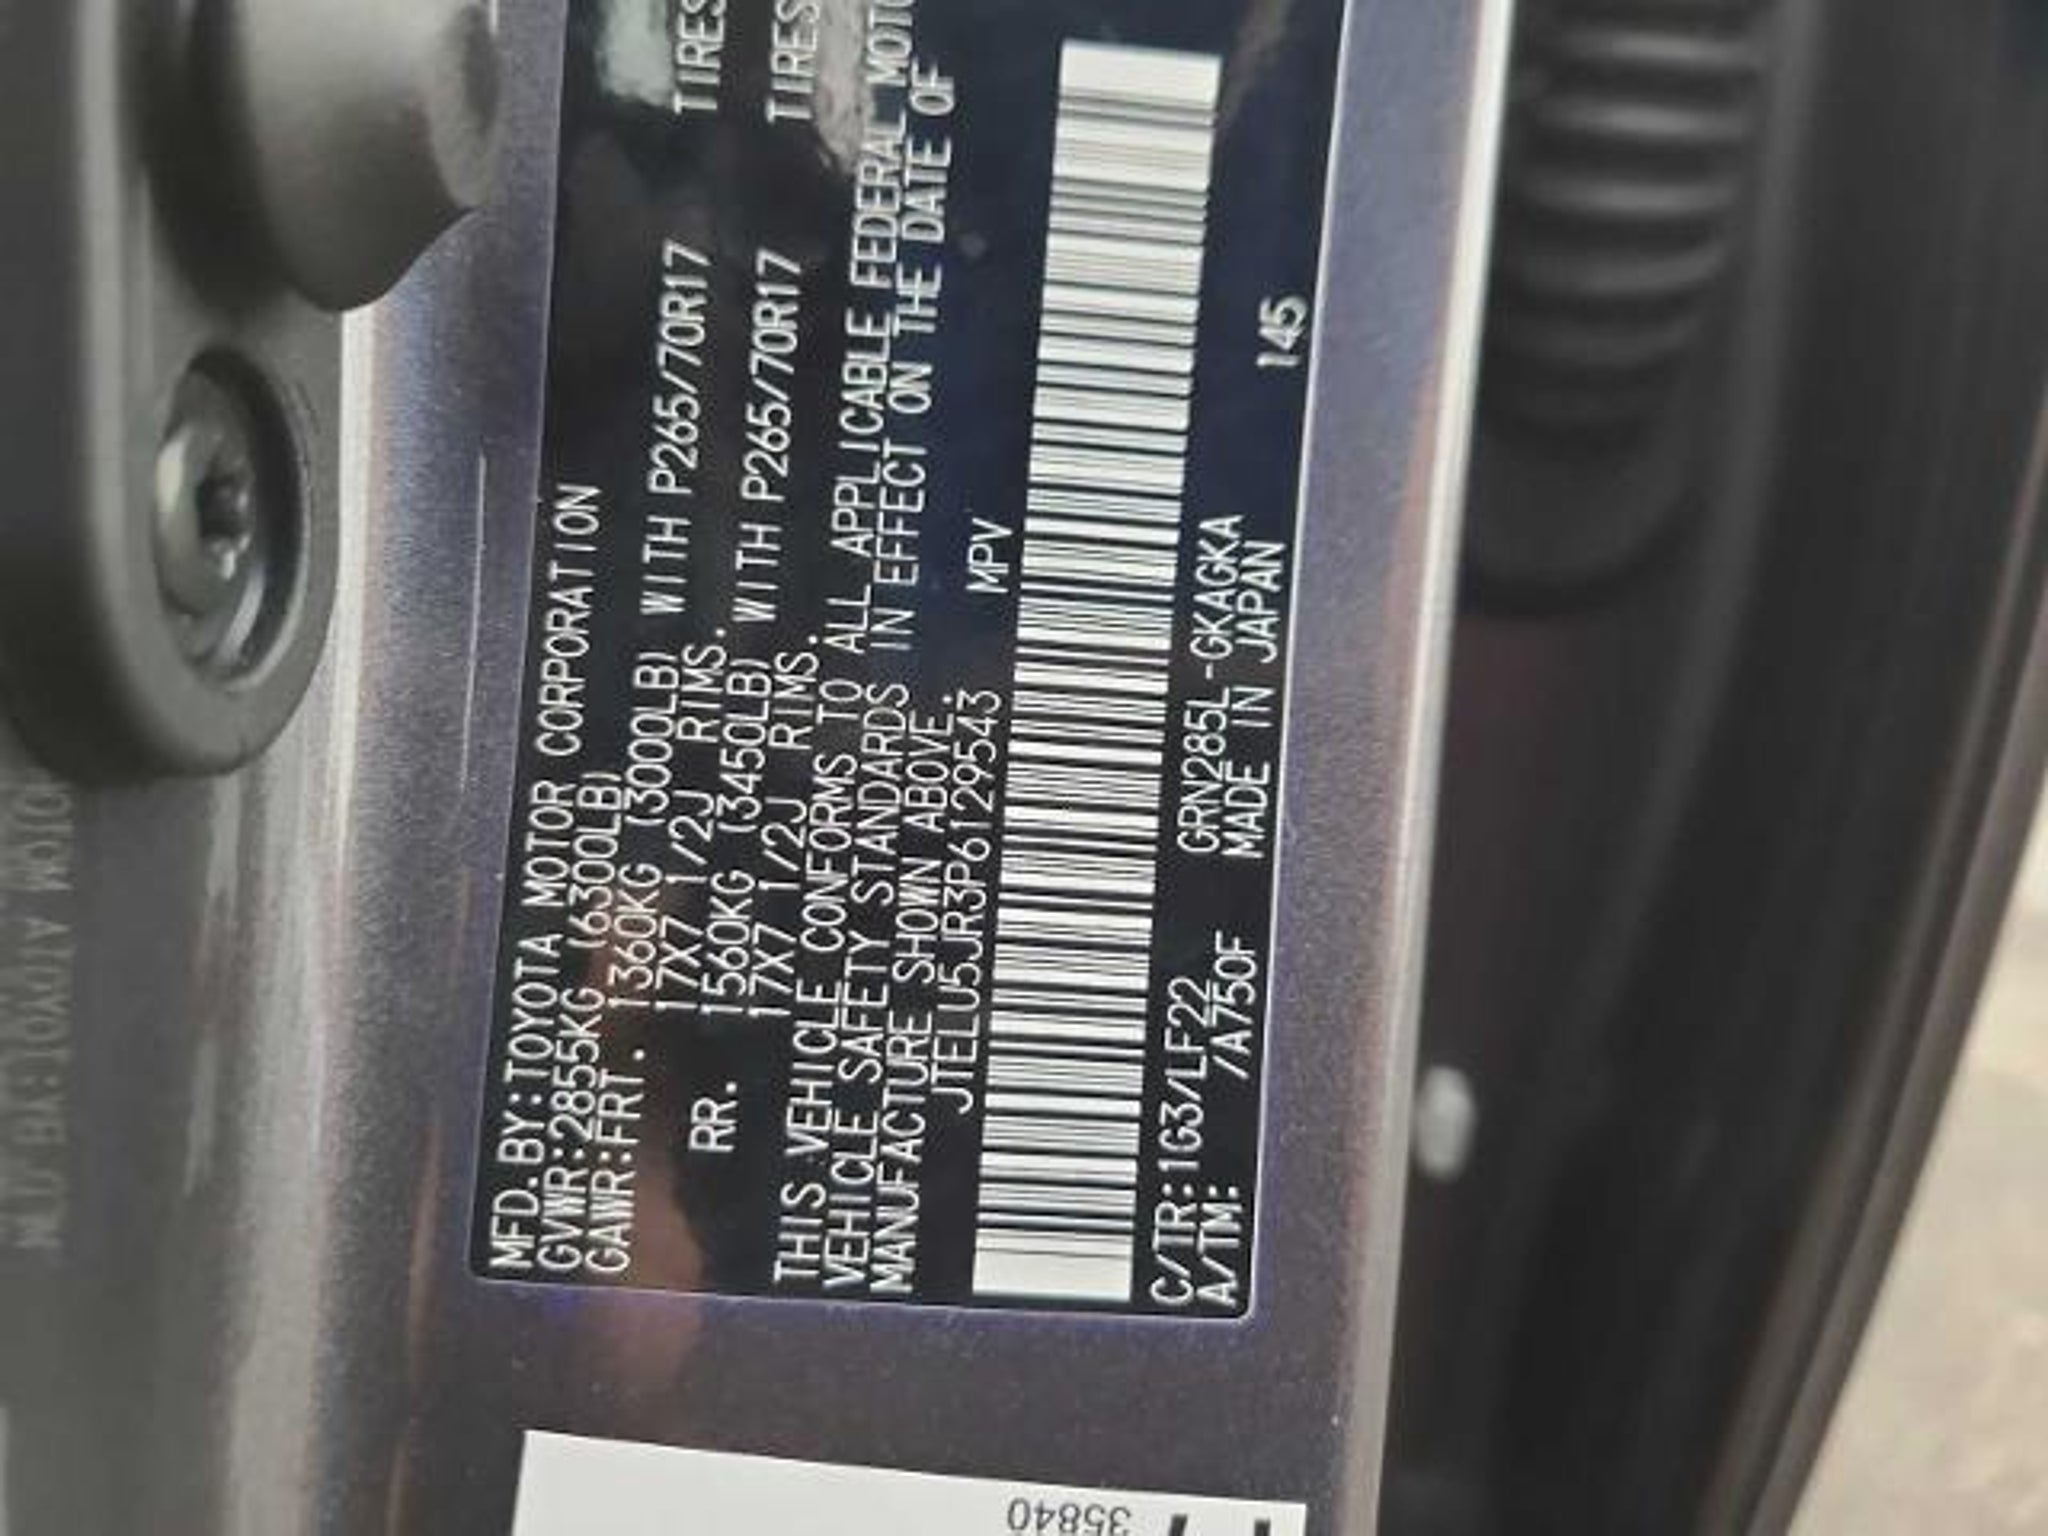 MFD.BY:TOYOTA MOTOR CORPORATION
GVWR:2855KG (6300LB)
GAWR:FRT. 1360KG (3000LB) WITH P265/70R17 TIRES
17X7 1/2J RIMS.
RR. 1560KG (3450LB) WITH P265/70R17 TIRES
17X7 1/2J RIMS.
THIS VEHICLE CONFORMS TO ALL APPLICABLE FEDERAL MOTO
VEHICLE SAFETY STANDARDS IN EFFECT ON THE DATE OF
MANUFACTURE SHOWN ABOVE.
JTELU5JR3P6129543 MPV
C/TR:1G3/LF22 GRN285L-GKAGKA
A/TM: /A750F MADE IN JAPAN 145
35840